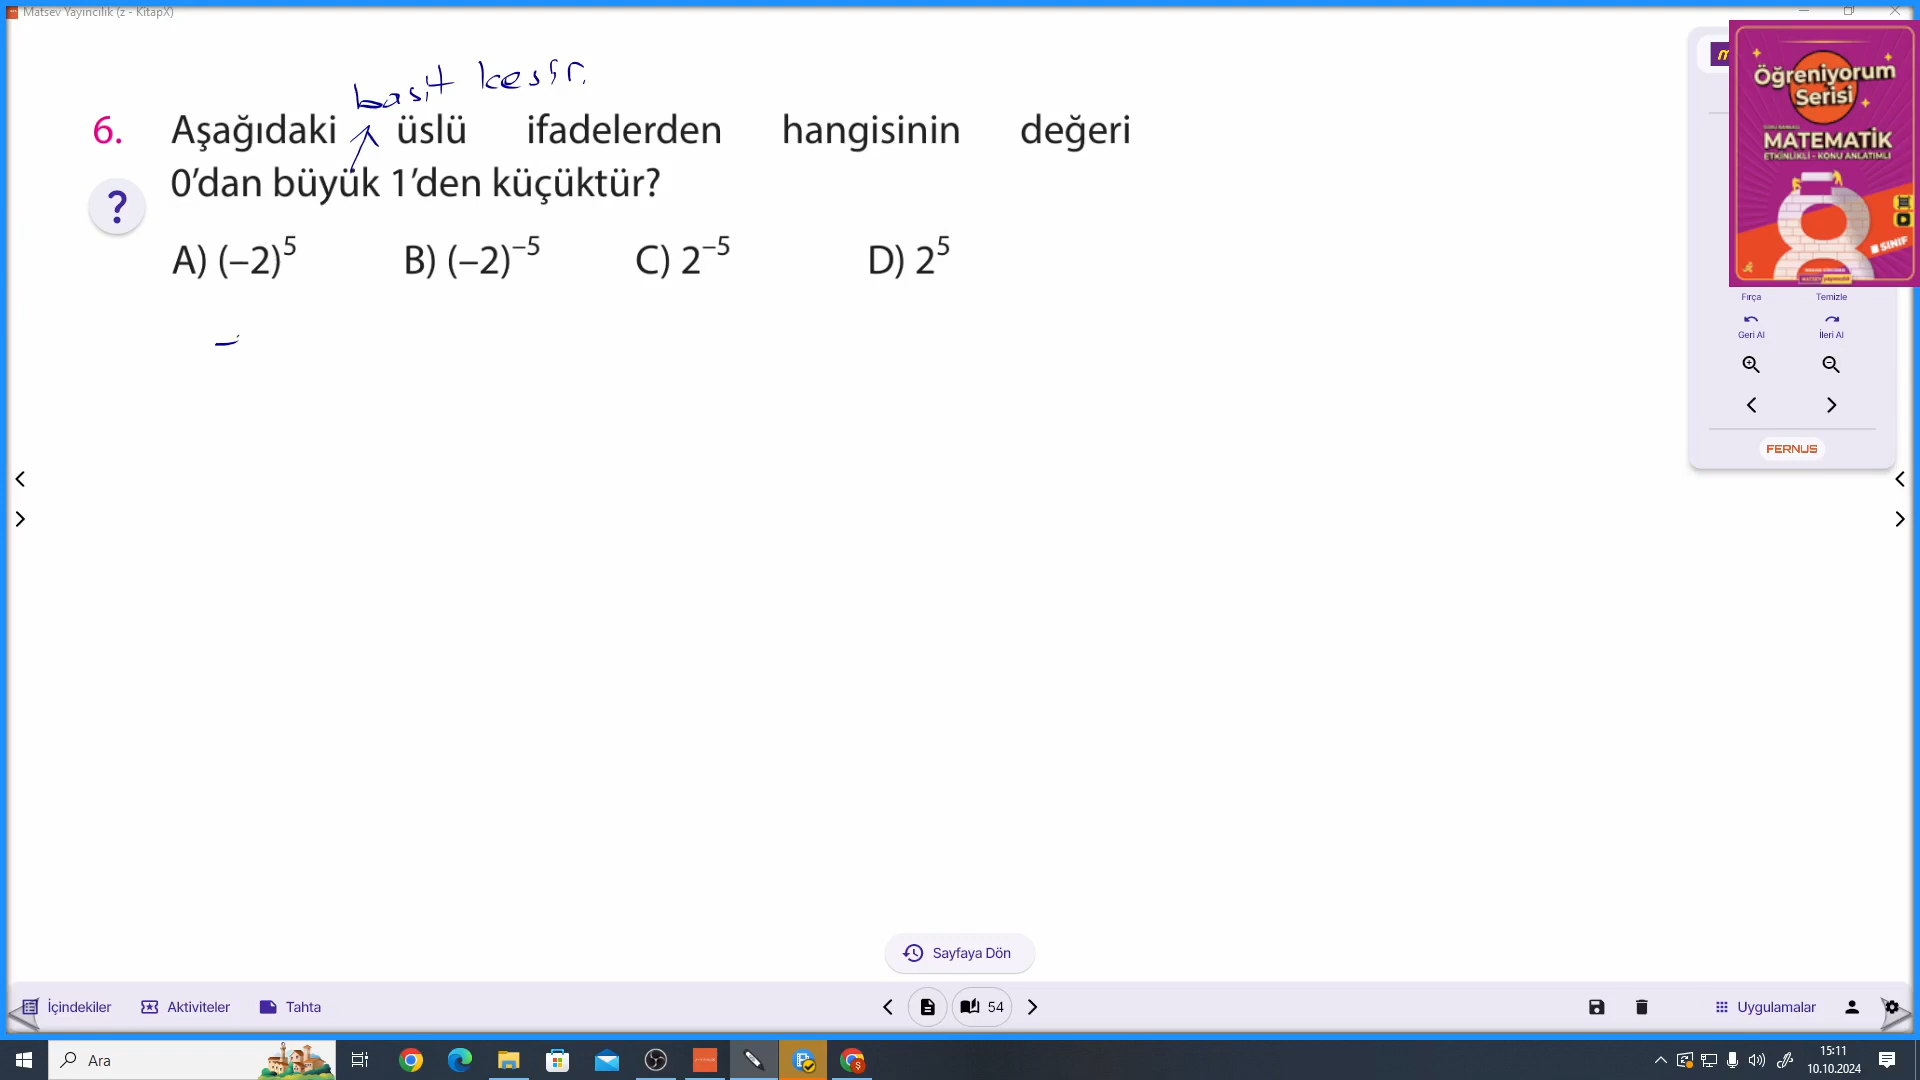 Matsev Yayıncılık (z - KitapX)
basit kesir.
6. Aşağıdaki üslü ifadelerden hangisinin değeri
0'dan büyük 1'den küçüktür?
?
A) (–2)⁵ B) (–2)⁻⁵ C) 2⁻⁵ D) 2⁵
Öğreniyorum
Serisi
MATEMATİK
ETKİNLİKLİ - KONU ANLATIMLI
8
8. SINIF
Fırça Temizle
Geri Al İleri Al
FERNUS
Sayfaya Dön
İçindekiler Aktiviteler Tahta 54 Uygulamalar
Ara
15:11
10.10.2024